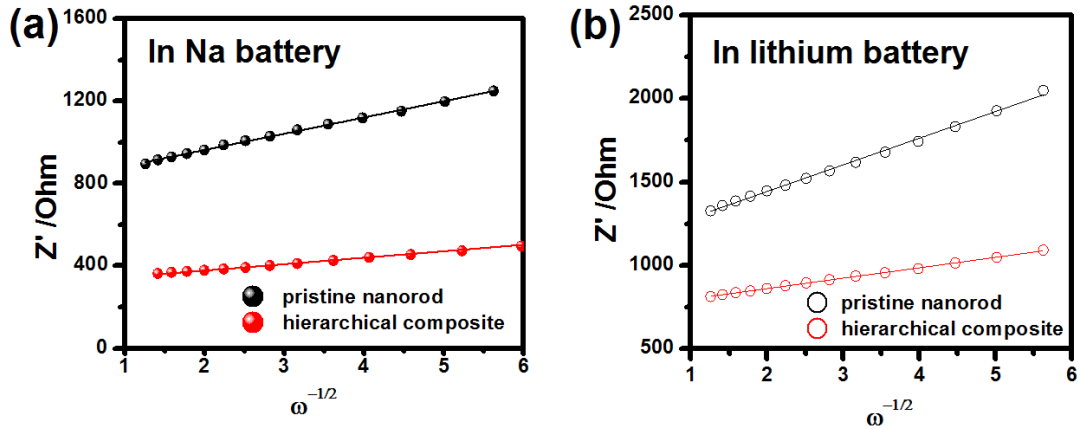 (a)
In Na battery
Z' /Ohm
1600
1200
800
400
0
1 2 3 4 5 6
ω^−1/2
pristine nanorod
hierarchical composite
(b)
In lithium battery
Z' /Ohm
2500
2000
1500
1000
500
1 2 3 4 5 6
ω^−1/2
pristine nanorod
hierarchical composite